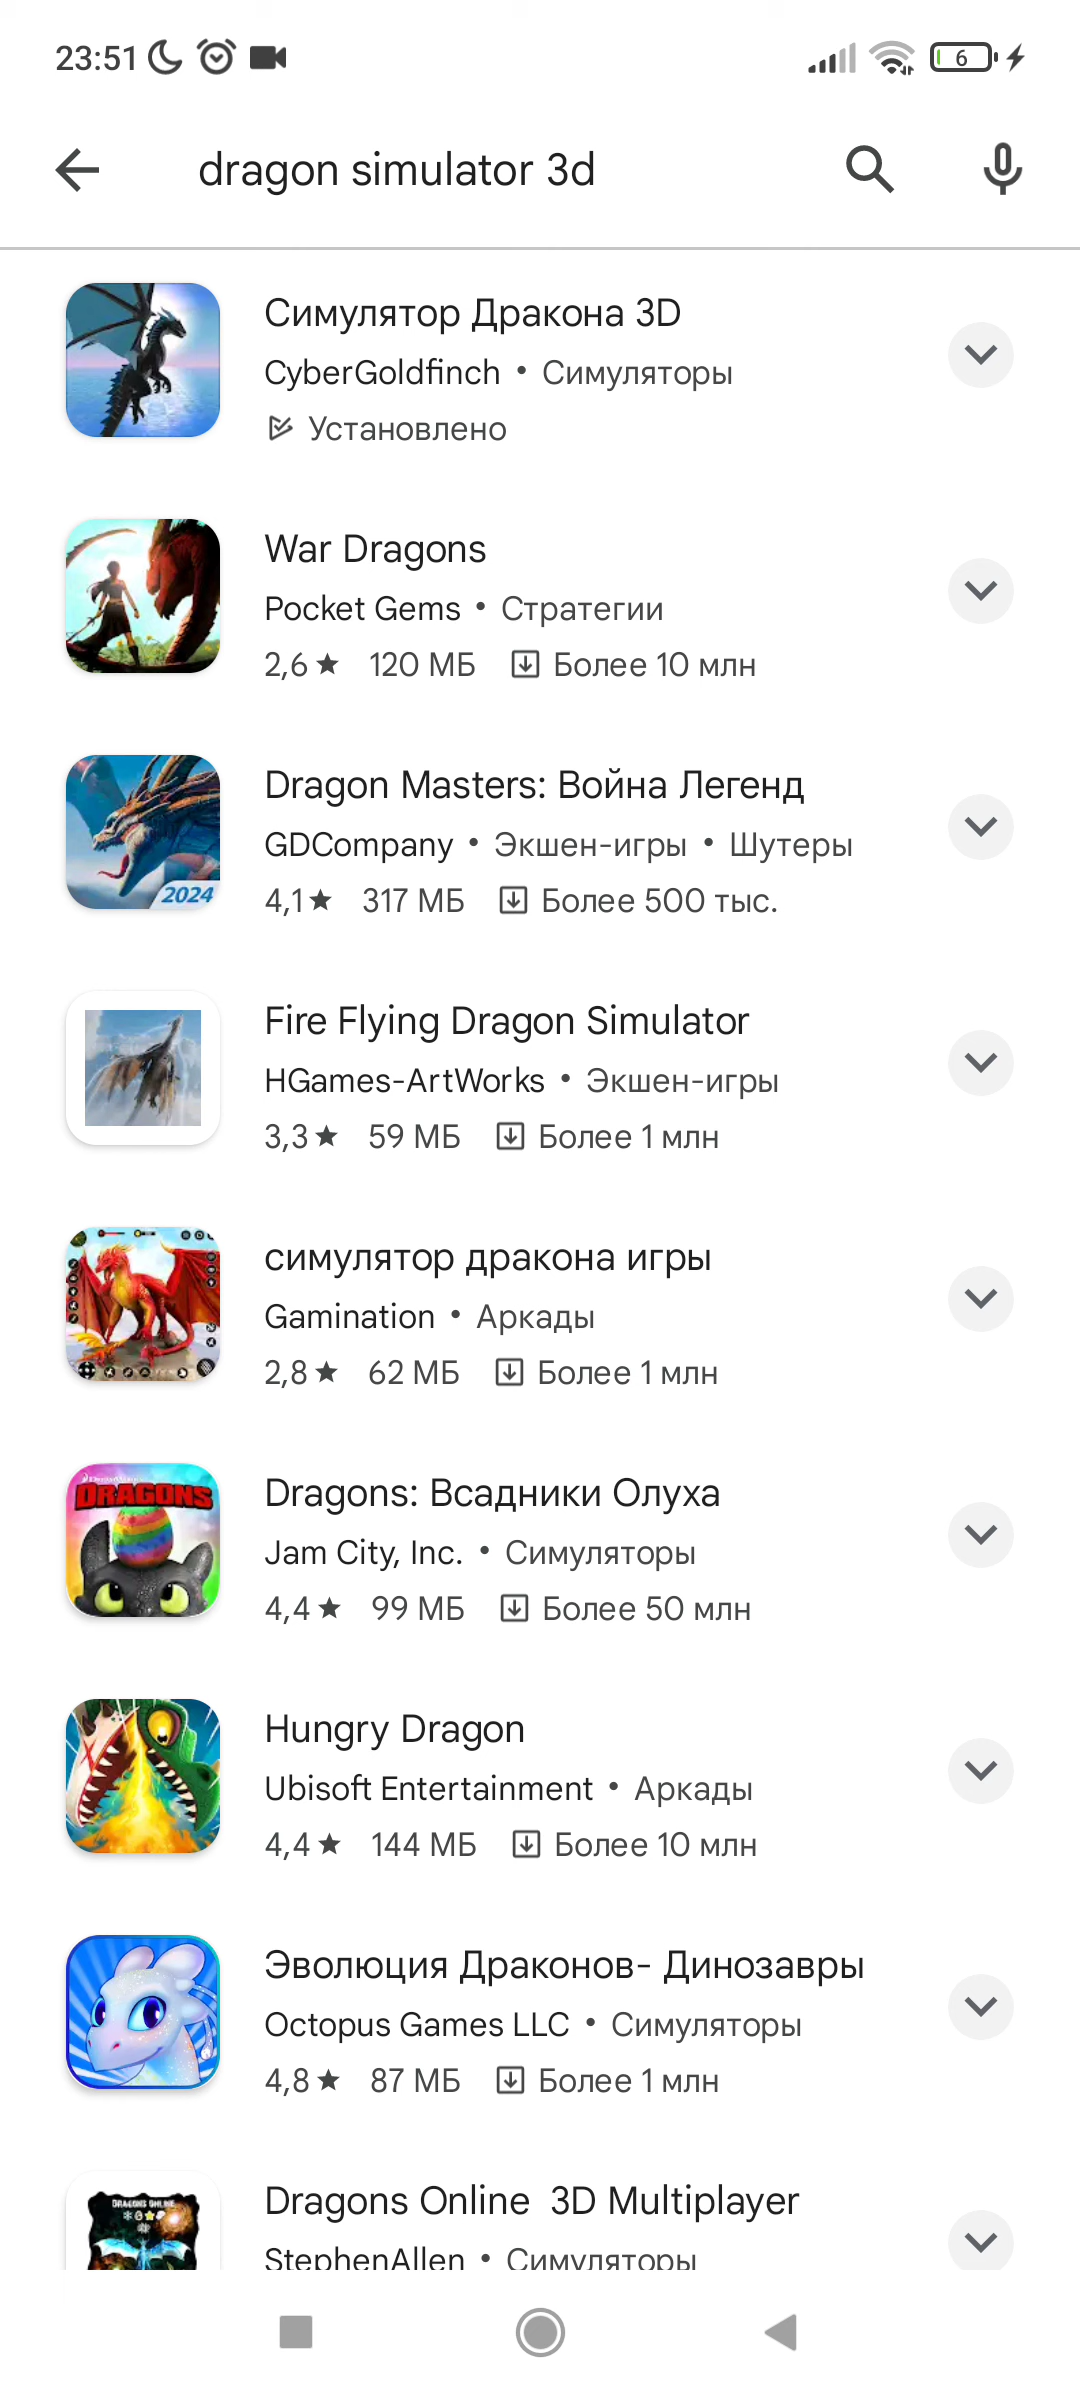 23:51
6
dragon simulator 3d
Симулятор Дракона 3D
CyberGoldfinch • Симуляторы
Установлено
War Dragons
Pocket Gems • Стратегии
2,6★ 120 МБ Более 10 млн
2024
Dragon Masters: Война Легенд
GDCompany • Экшен-игры • Шутеры
4,1★ 317 МБ Более 500 тыс.
Fire Flying Dragon Simulator
HGames-ArtWorks • Экшен-игры
3,3★ 59 МБ Более 1 млн
симулятор дракона игры
Gamination • Аркады
2,8★ 62 МБ Более 1 млн
DRAGONS
Dragons: Всадники Олуха
Jam City, Inc. • Симуляторы
4,4★ 99 МБ Более 50 млн
Hungry Dragon
Ubisoft Entertainment • Аркады
4,4★ 144 МБ Более 10 млн
Эволюция Драконов- Динозавры
Octopus Games LLC • Симуляторы
4,8★ 87 МБ Более 1 млн
DRAGONS ONLINE
Dragons Online 3D Multiplayer
StephenAllen • Симуляторы